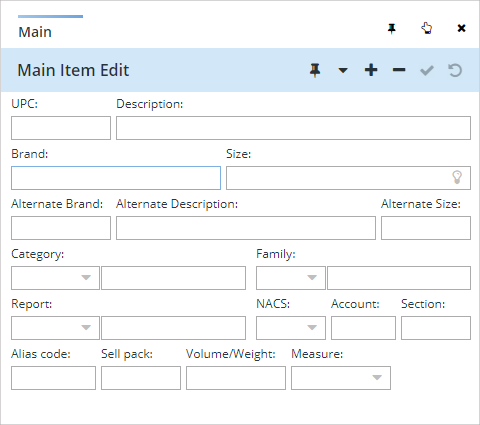 Main
Main Item Edit
UPC: Description:
Brand: Size:
Alternate Brand: Alternate Description: Alternate Size:
Category: Family:
Report: NACS: Account: Section:
Alias code: Sell pack: Volume/Weight: Measure: